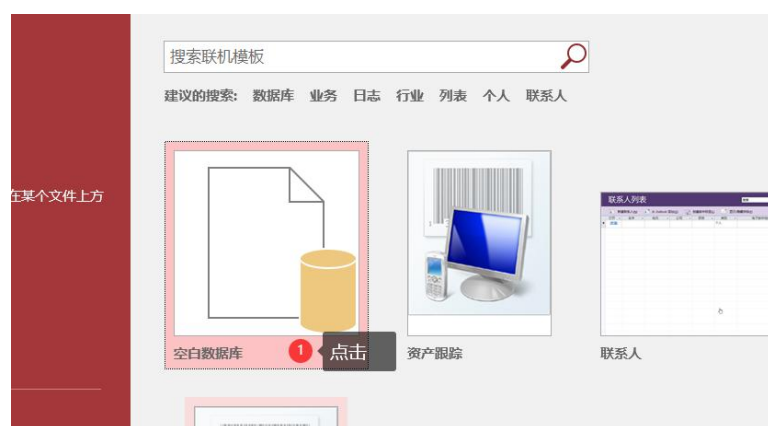 搜索联机模板
建议的搜索: 数据库 业务 日志 行业 列表 个人 联系人
在某个文件上方
联系人列表
空白数据库
1 点击
资产跟踪
联系人